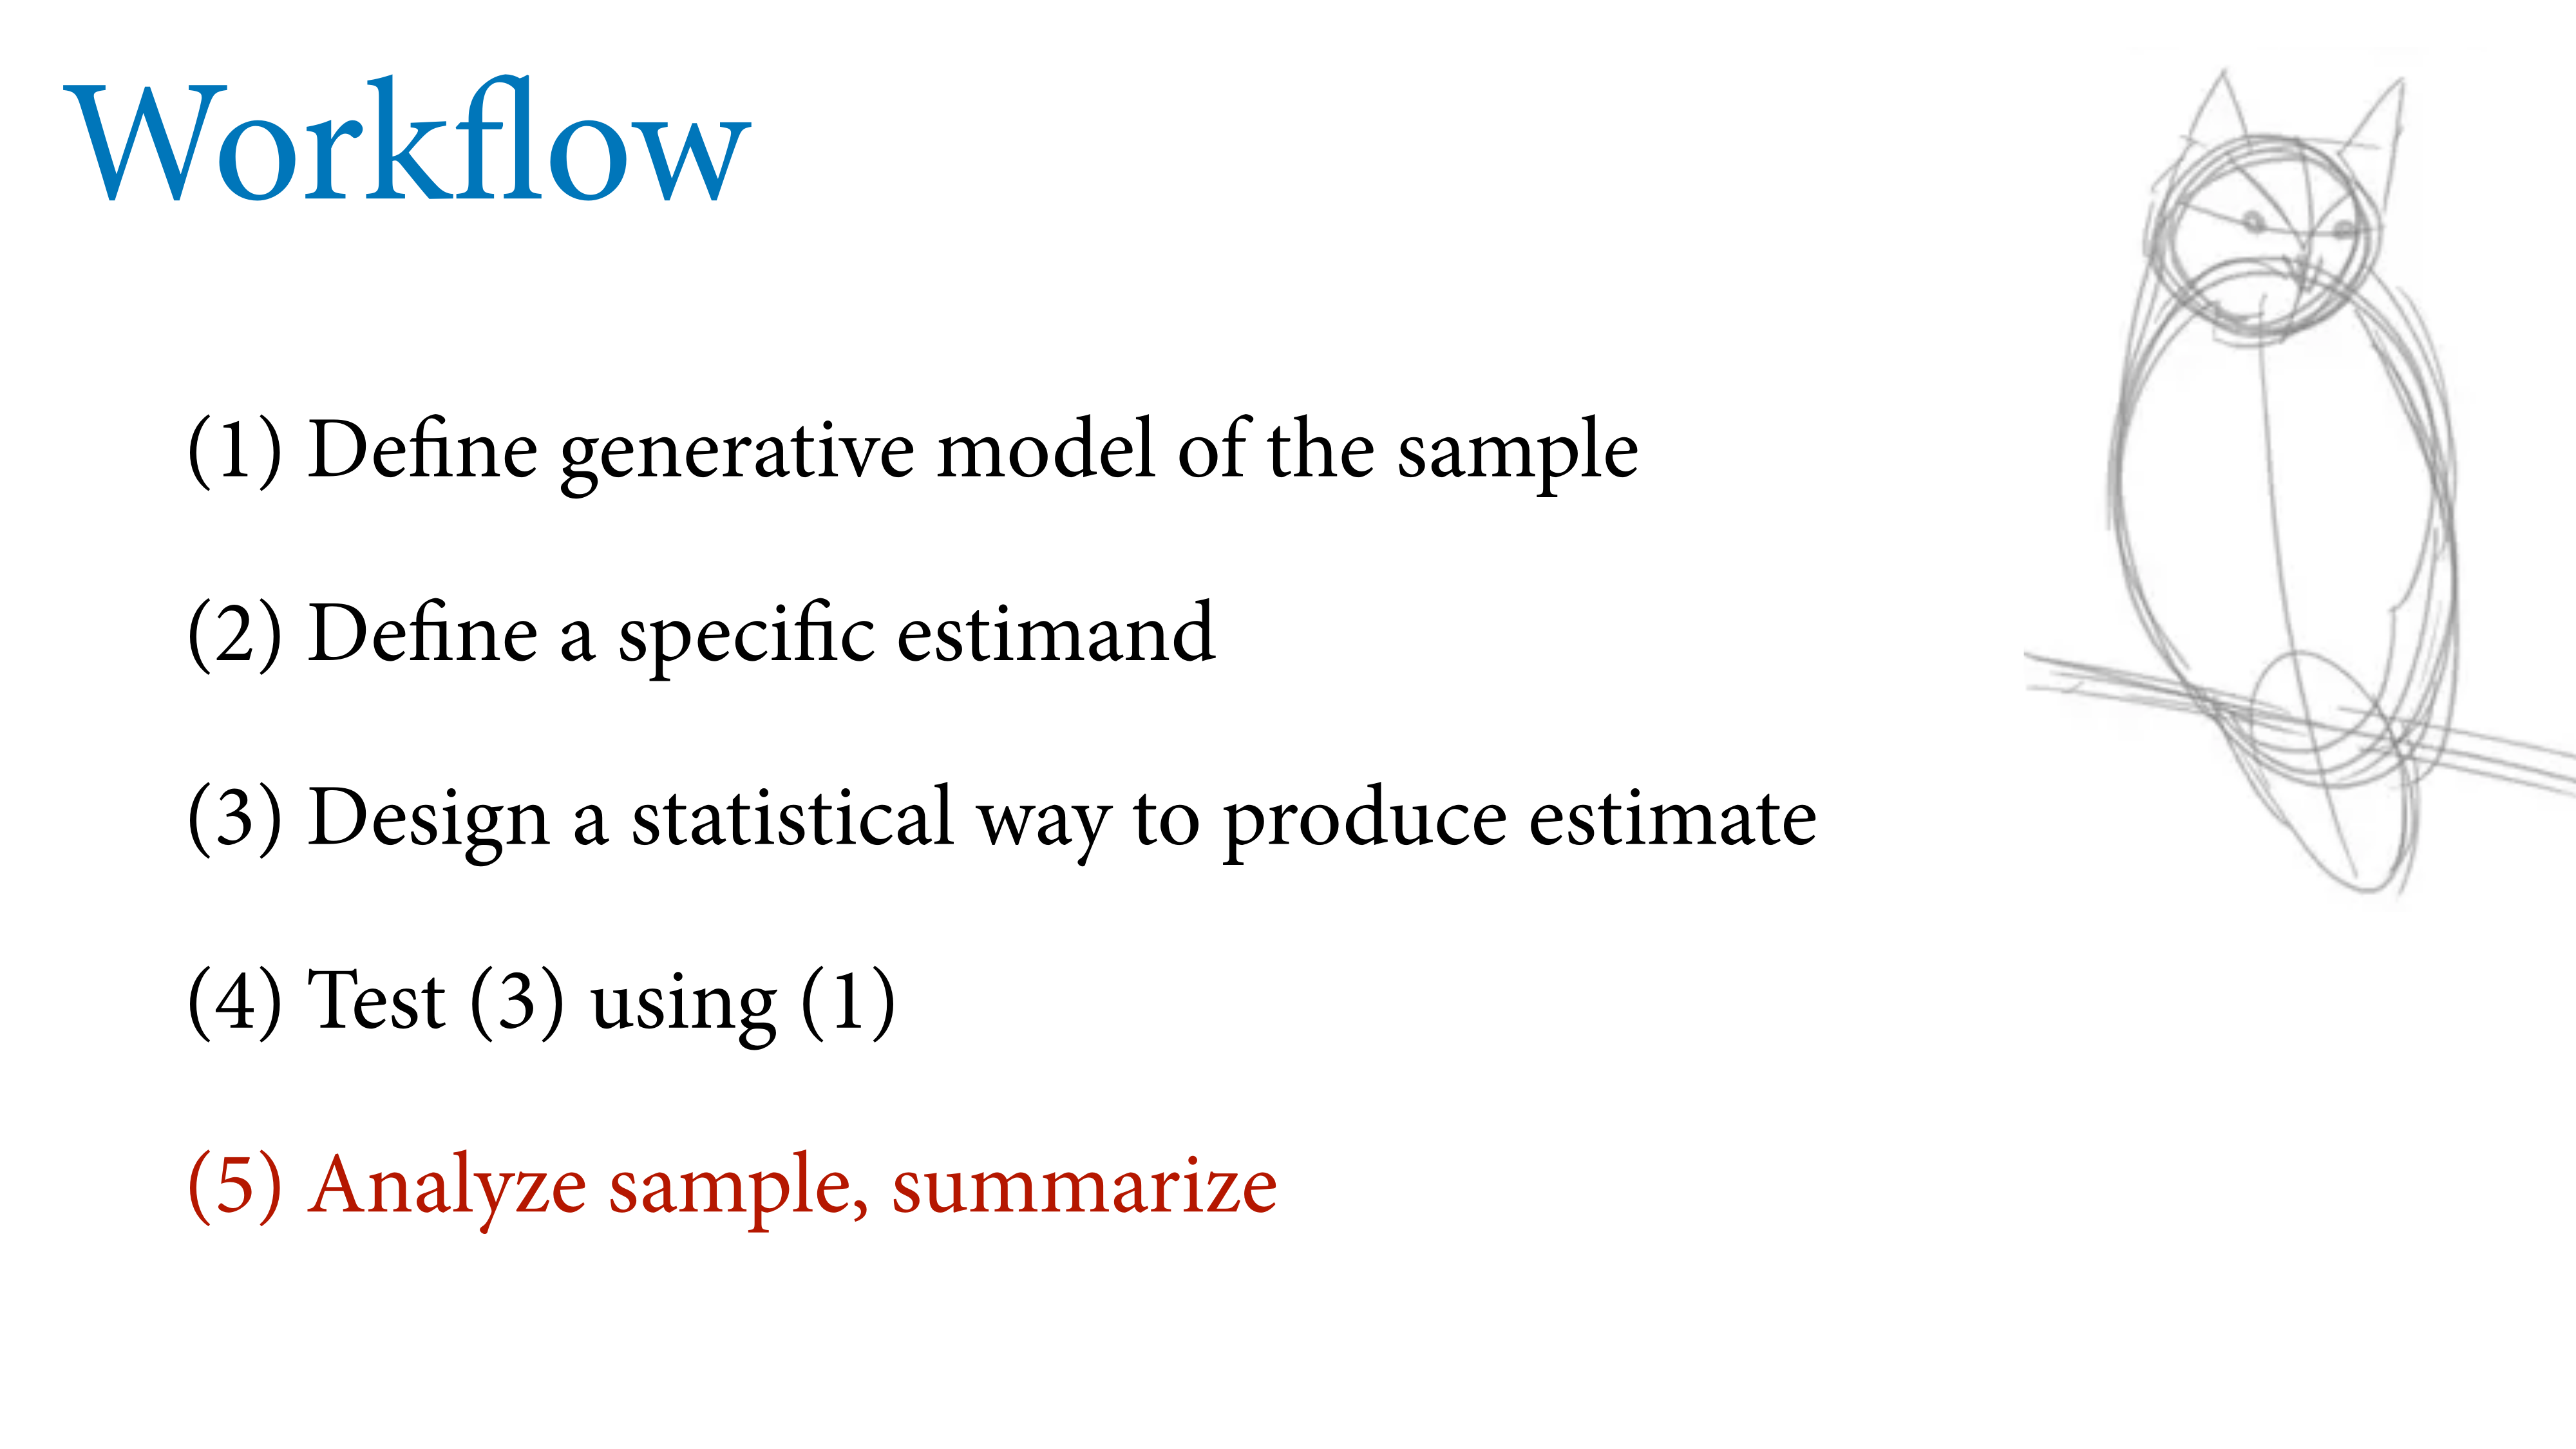 Workflow
(1) Define generative model of the sample
(2) Define a specific estimand
(3) Design a statistical way to produce estimate
(4) Test (3) using (1)
(5) Analyze sample, summarize